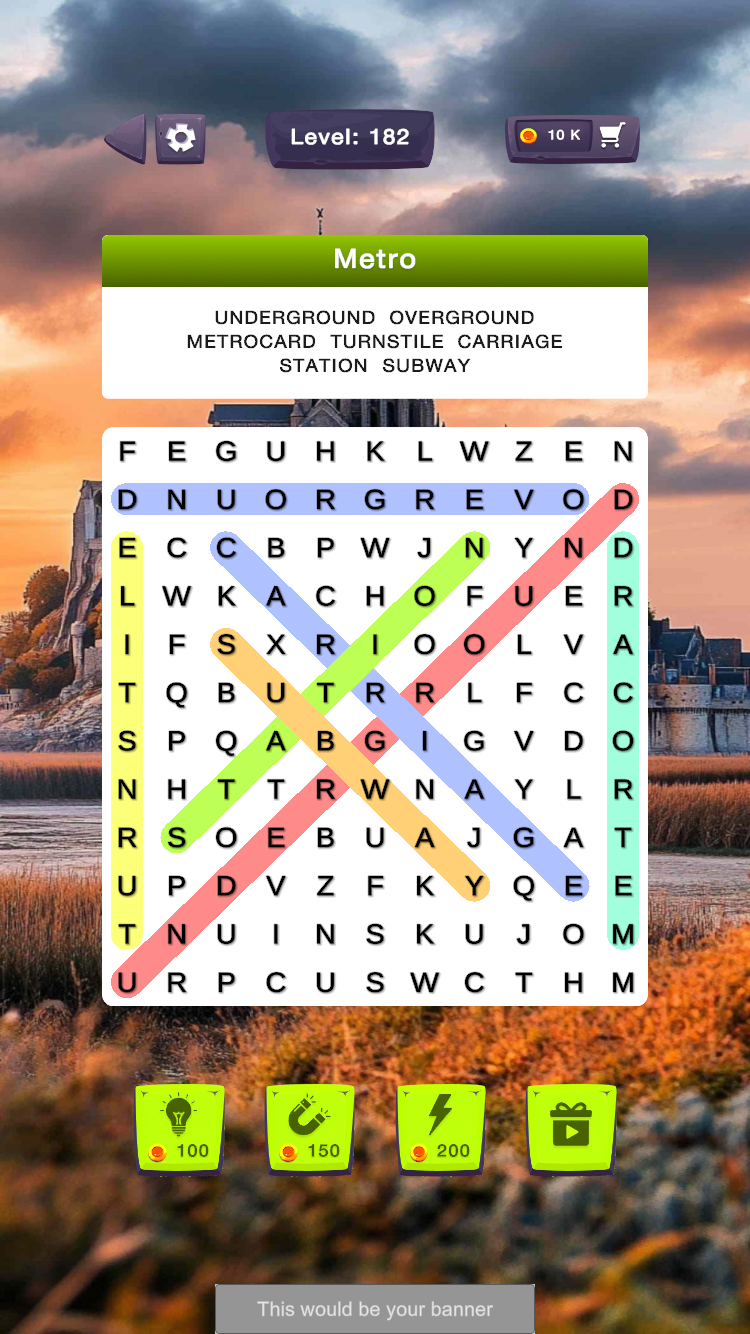 Level: 182
10 K
Metro
UNDERGROUND OVERGROUND
METROCARD TURNSTILE CARRIAGE
STATION SUBWAY
F E G U H K L W Z E N
D N U O R G R E V O D
E C C B P W J N Y N D
L W K A C H O F U E R
I F S X R I O O L V A
T Q B U T R R L F C C
S P Q A B G I G V D O
N H T T R W N A Y L R
R S O E B U A J G A T
U P D V Z F K Y Q E E
T N U I N S K U J O M
U R P C U S W C T H M
100 150 200
This would be your banner